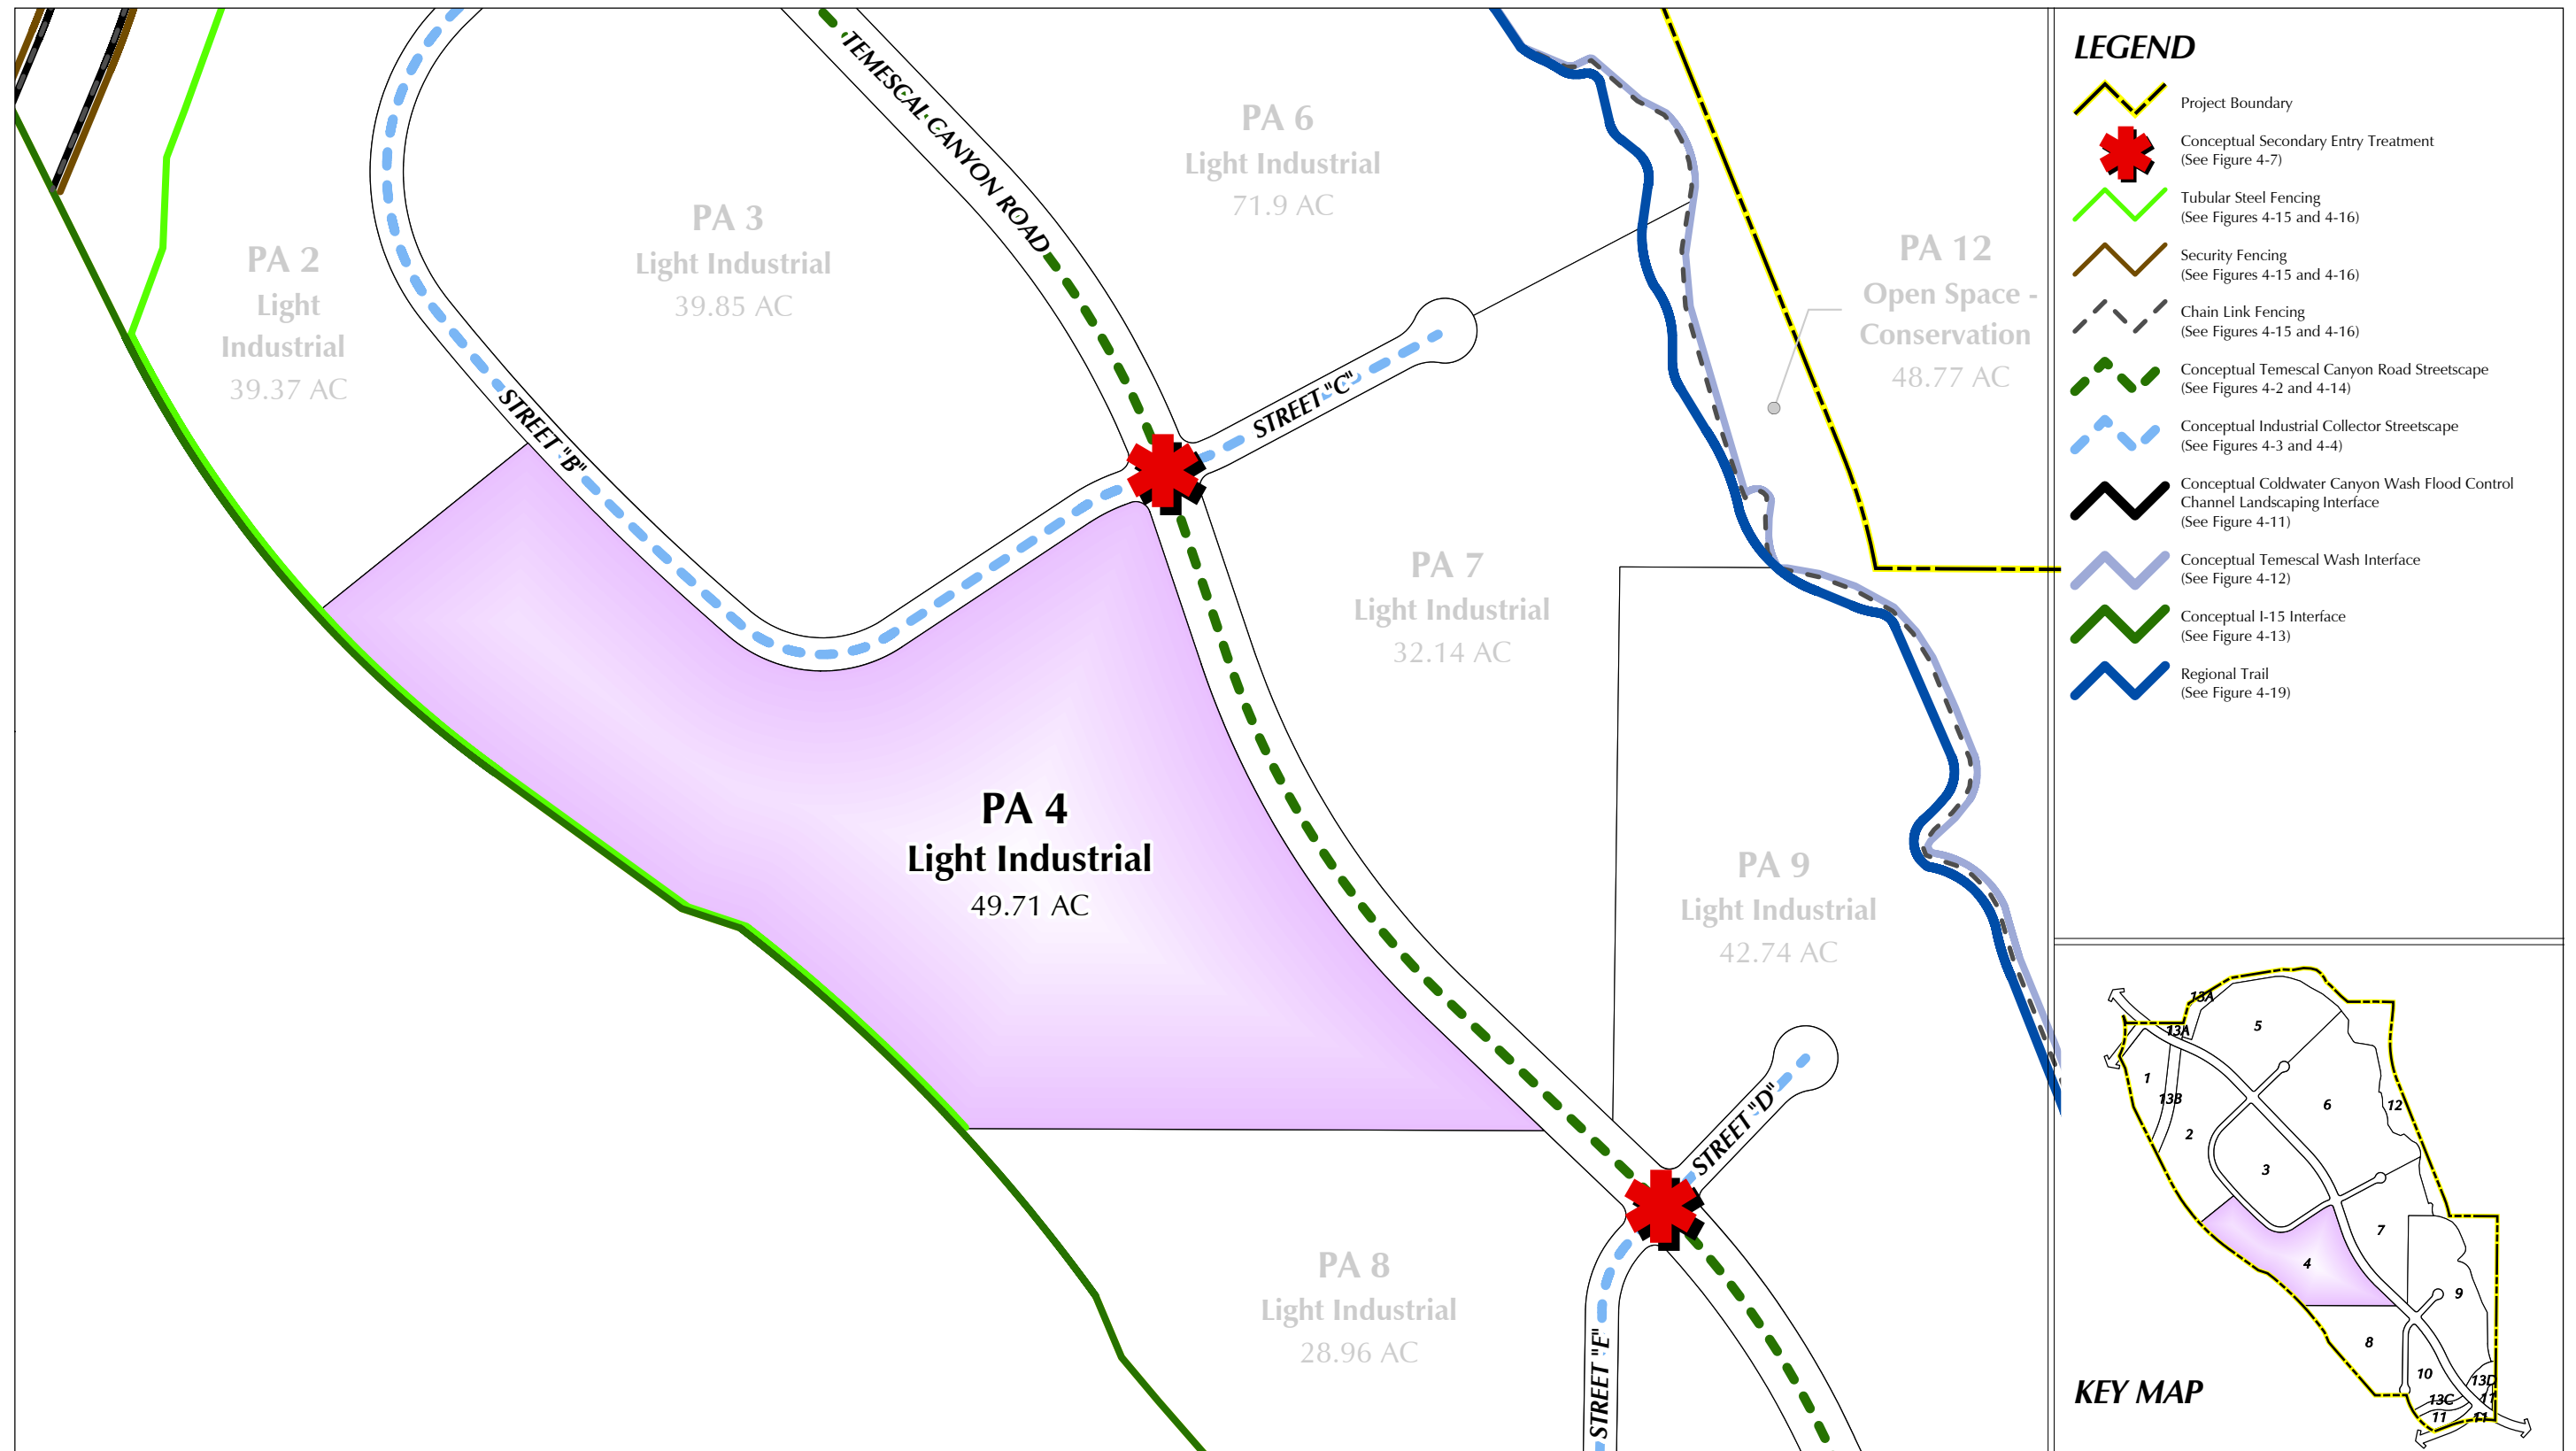 TEMESCAL CANYON ROAD
PA 6
Light Industrial
71.9 AC
PA 3
Light Industrial
39.85 AC
PA 2
Light
Industrial
39.37 AC
PA 12
Open Space -
Conservation
48.77 AC
STREET "B"
STREET "C"
PA 7
Light Industrial
32.14 AC
PA 4
Light Industrial
49.71 AC
PA 9
Light Industrial
42.74 AC
STREET "D"
PA 8
Light Industrial
28.96 AC
STREET "E"
LEGEND
Project Boundary
Conceptual Secondary Entry Treatment
(See Figure 4-7)
Tubular Steel Fencing
(See Figures 4-15 and 4-16)
Security Fencing
(See Figures 4-15 and 4-16)
Chain Link Fencing
(See Figures 4-15 and 4-16)
Conceptual Temescal Canyon Road Streetscape
(See Figures 4-2 and 4-14)
Conceptual Industrial Collector Streetscape
(See Figures 4-3 and 4-4)
Conceptual Coldwater Canyon Wash Flood Control
Channel Landscaping Interface
(See Figure 4-11)
Conceptual Temescal Wash Interface
(See Figure 4-12)
Conceptual I-15 Interface
(See Figure 4-13)
Regional Trail
(See Figure 4-19)
13A
13A
5
1
13B
6
12
2
3
7
4
9
8
10
13D
13C
11
11
11
KEY MAP